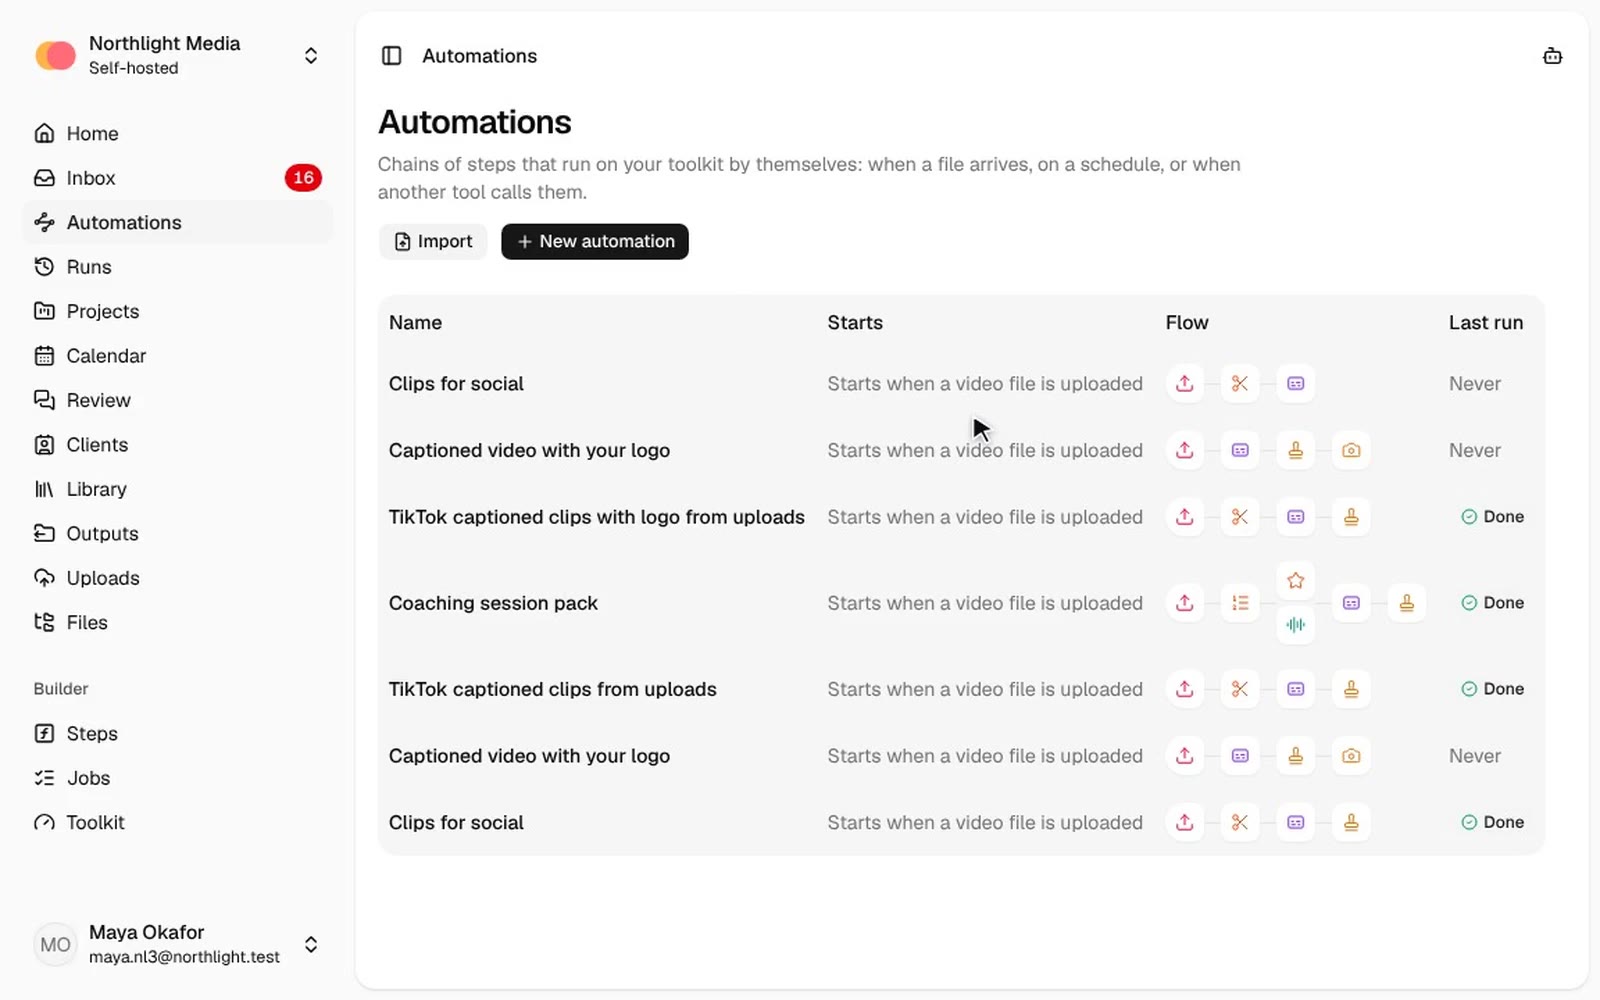 Northlight Media
Self-hosted
Home
Inbox 16
Automations
Runs
Projects
Calendar
Review
Clients
Library
Outputs
Uploads
Files
Builder
Steps
Jobs
Toolkit
MO
Maya Okafor
maya.nl3@northlight.test
Automations
Automations
Chains of steps that run on your toolkit by themselves: when a file arrives, on a schedule, or when
another tool calls them.
Import
+ New automation
Name Starts Flow Last run
Clips for social Starts when a video file is uploaded Never
Captioned video with your logo Starts when a video file is uploaded Never
TikTok captioned clips with logo from uploads Starts when a video file is uploaded Done
Coaching session pack Starts when a video file is uploaded Done
TikTok captioned clips from uploads Starts when a video file is uploaded Done
Captioned video with your logo Starts when a video file is uploaded Never
Clips for social Starts when a video file is uploaded Done